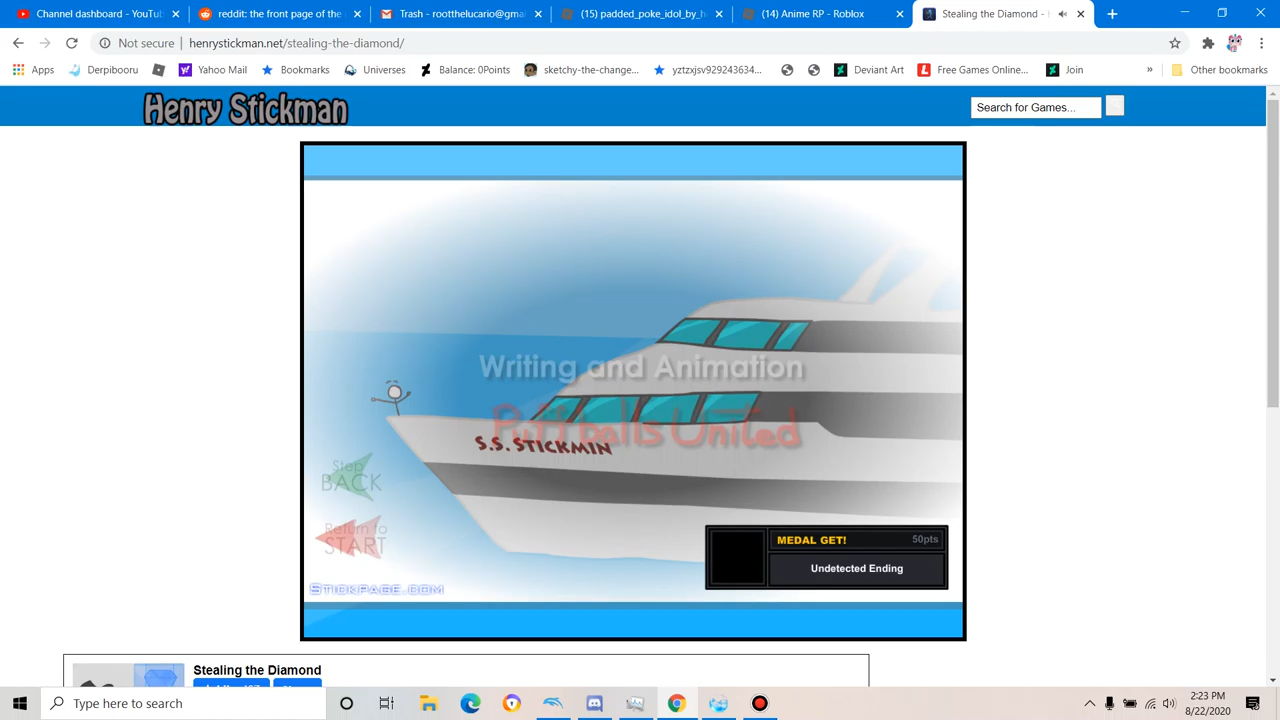 Channel dashboard - YouTu
reddit: the front page of the
Trash - rootthelucario@gma
(15) padded_poke_idol_by_h
(14) Anime RP - Roblox
Stealing the Diamond -
Not secure | henrystickman.net/stealing-the-diamond/
Apps
Derpibooru
Yahoo Mail
Bookmarks
Universes
Balance: 0Points
sketchy-the-change...
yztzxjsv929243634...
Deviant Art
Free Games Onlin...
Join
»
Other bookmarks
Henry Stickman
Search for Games...
Writing and Animation
Puffballs United
S.S. STICKMIN
Step
BACK
Return to
START
MEDAL GET!
50pts
Undetected Ending
STICKPAGE.COM
Stealing the Diamond
Type here to search
2:23 PM
8/22/2020